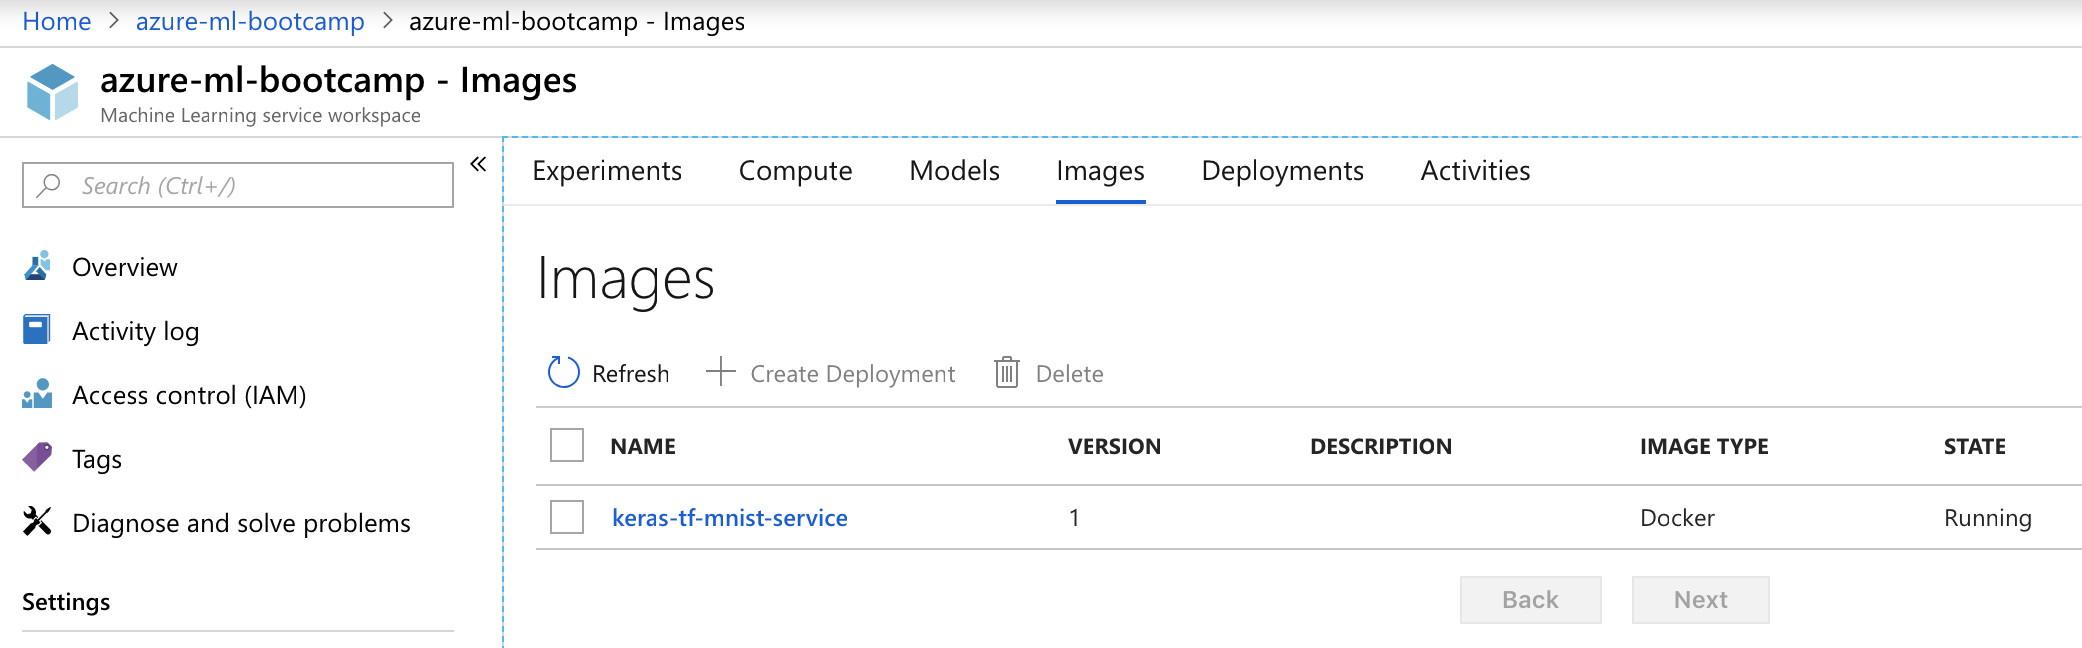 Home > azure-ml-bootcamp > azure-ml-bootcamp - Images
azure-ml-bootcamp - Images
Machine Learning service workspace
«
Search (Ctrl+/)
Overview
Activity log
Access control (IAM)
Tags
Diagnose and solve problems
Settings
Experiments Compute Models Images Deployments Activities
Images
Refresh Create Deployment Delete
NAME VERSION DESCRIPTION IMAGE TYPE STATE
keras-tf-mnist-service 1 Docker Running
Back Next